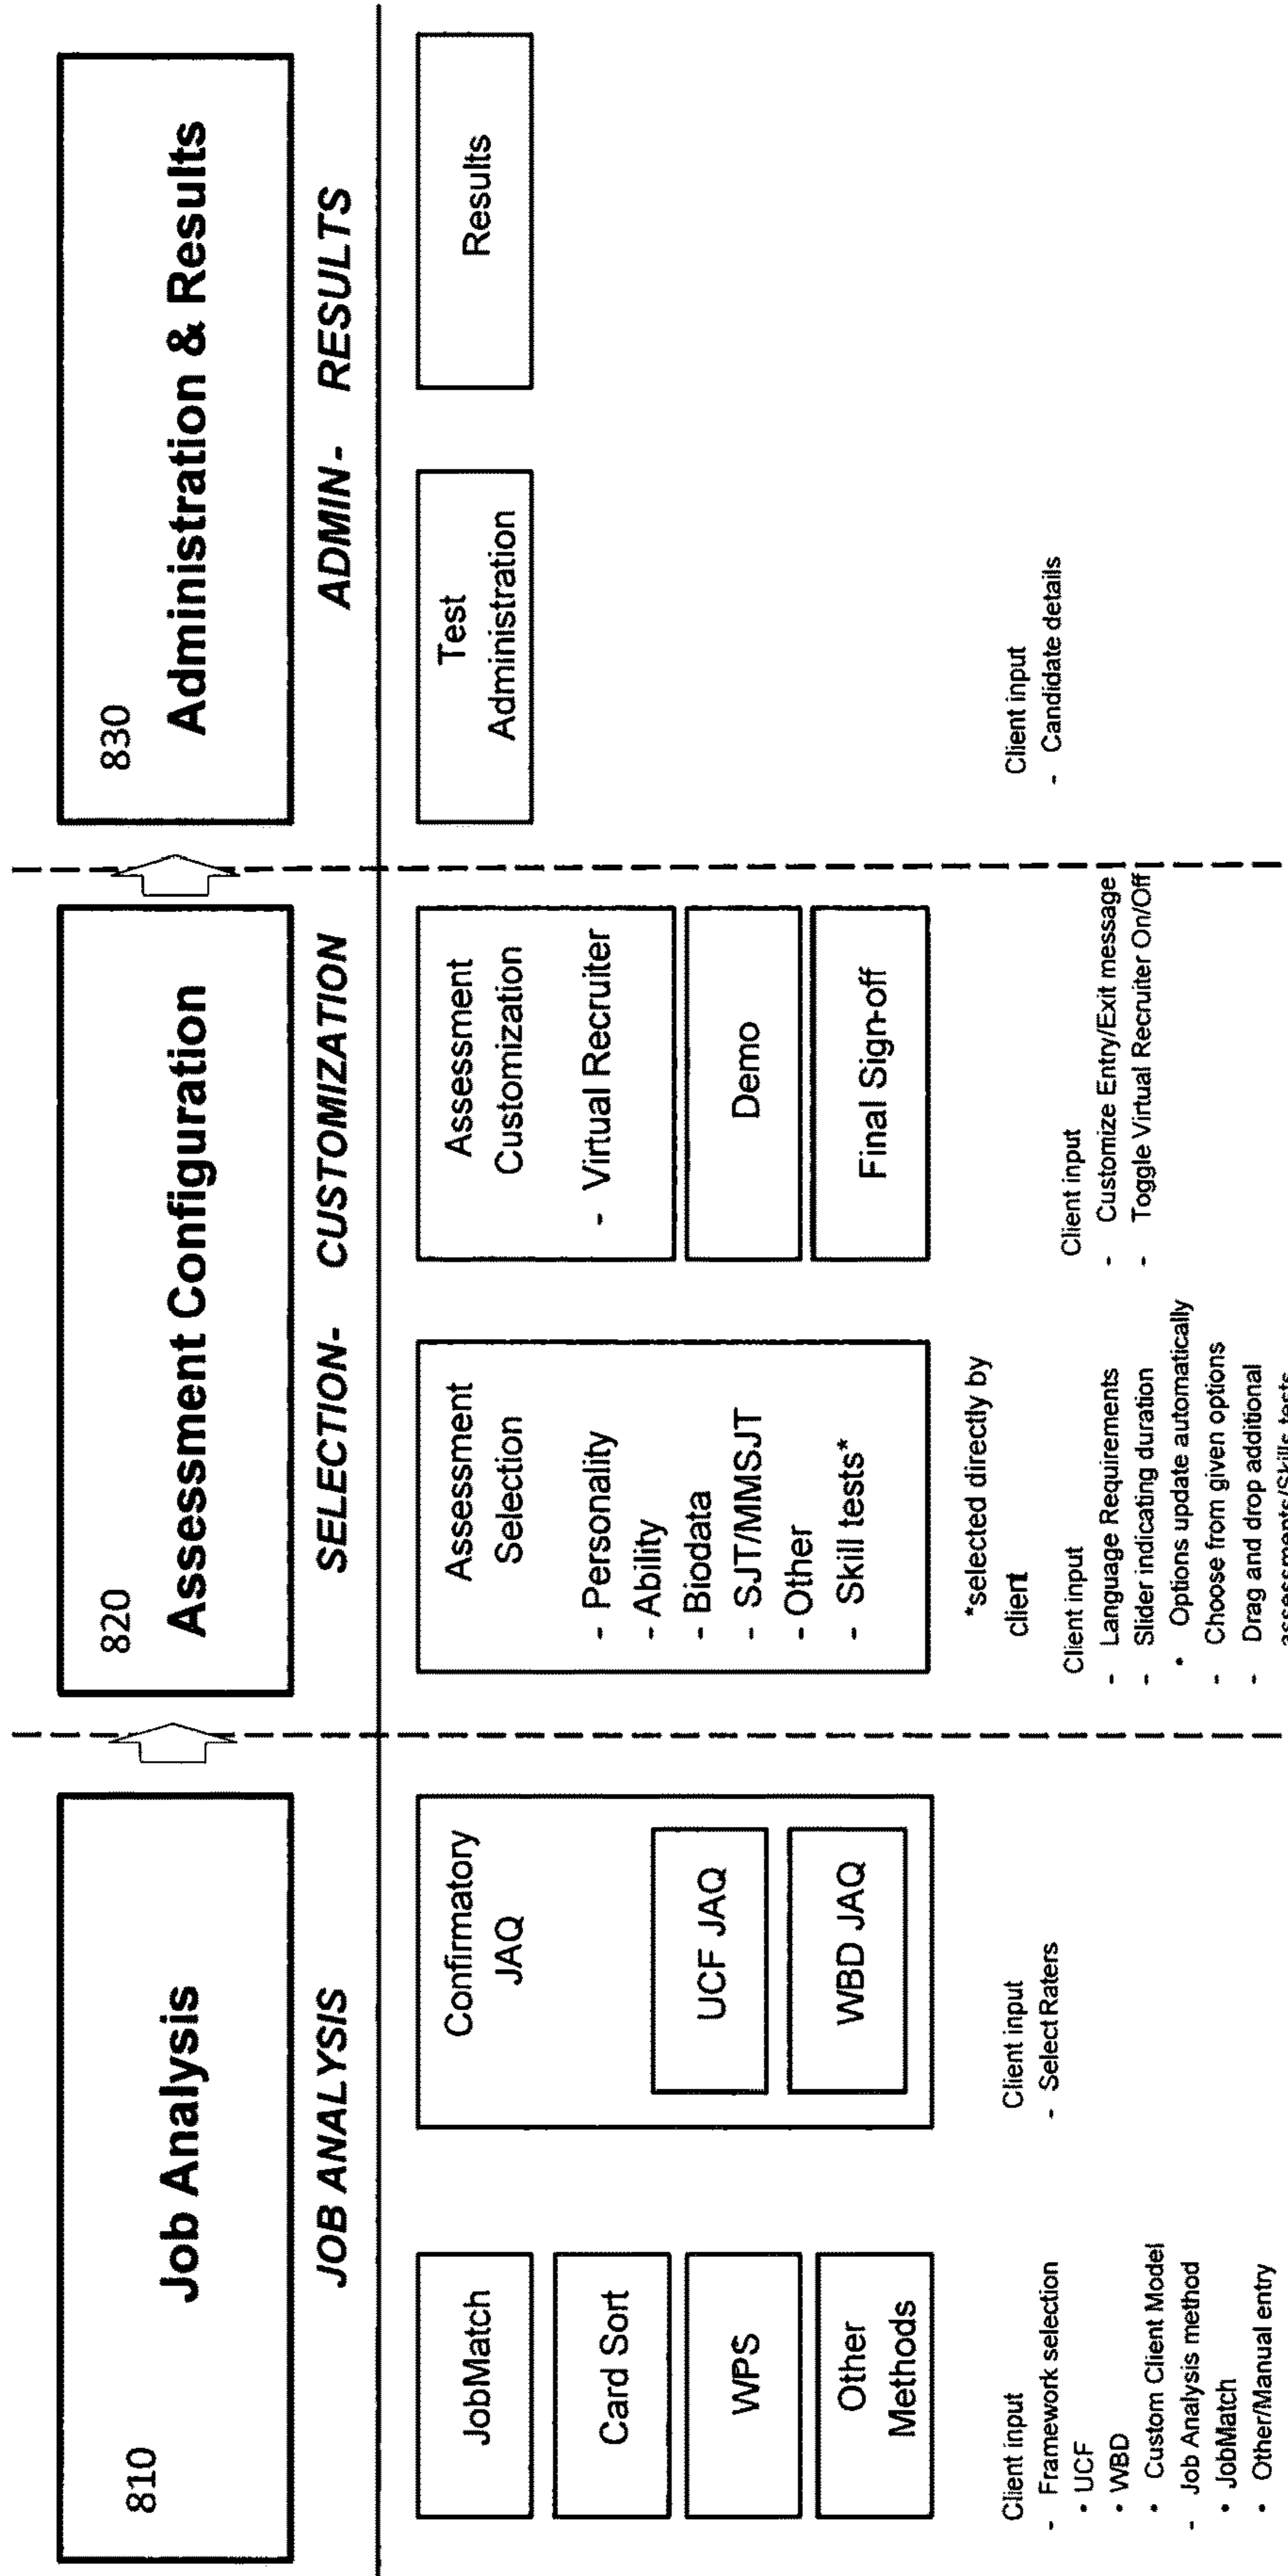 810
Job Analysis
820
Assessment Configuration
830
Administration & Results
JOB ANALYSIS
SELECTION- CUSTOMIZATION
ADMIN- RESULTS
JobMatch
Card Sort
WPS
Other
Methods
Confirmatory
JAQ
UCF JAQ
WBD JAQ
Assessment
Selection
- Personality
- Ability
- Biodata
- SJT/MMSJT
- Other
- Skill tests*
Assessment
Customization
- Virtual Recruiter
Demo
Final Sign-off
Test
Administration
Results
Client input
- Framework selection
• UCF
• WBD
• Custom Client Model
- Job Analysis method
• JobMatch
• Other/Manual entry
Client input
- Select Raters
*selected directly by
client
Client input
- Language Requirements
- Slider indicating duration
• Options update automatically
- Choose from given options
- Drag and drop additional
assessments/Skills tests
Client input
- Customize Entry/Exit message
- Toggle Virtual Recruiter On/Off
Client input
- Candidate details